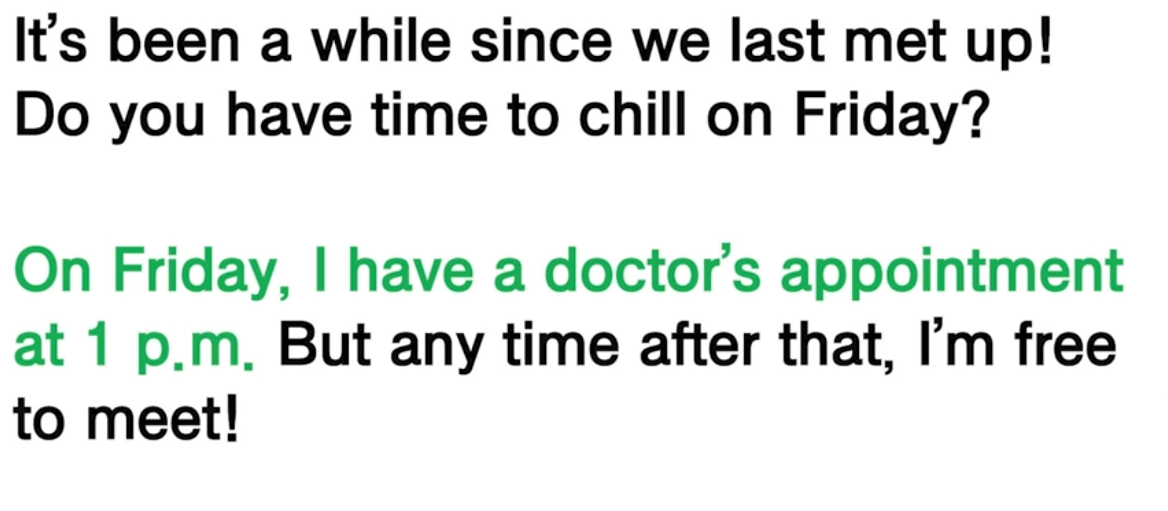 It’s been a while since we last met up!
Do you have time to chill on Friday?
On Friday, I have a doctor’s appointment
at 1 p.m. But any time after that, I’m free
to meet!